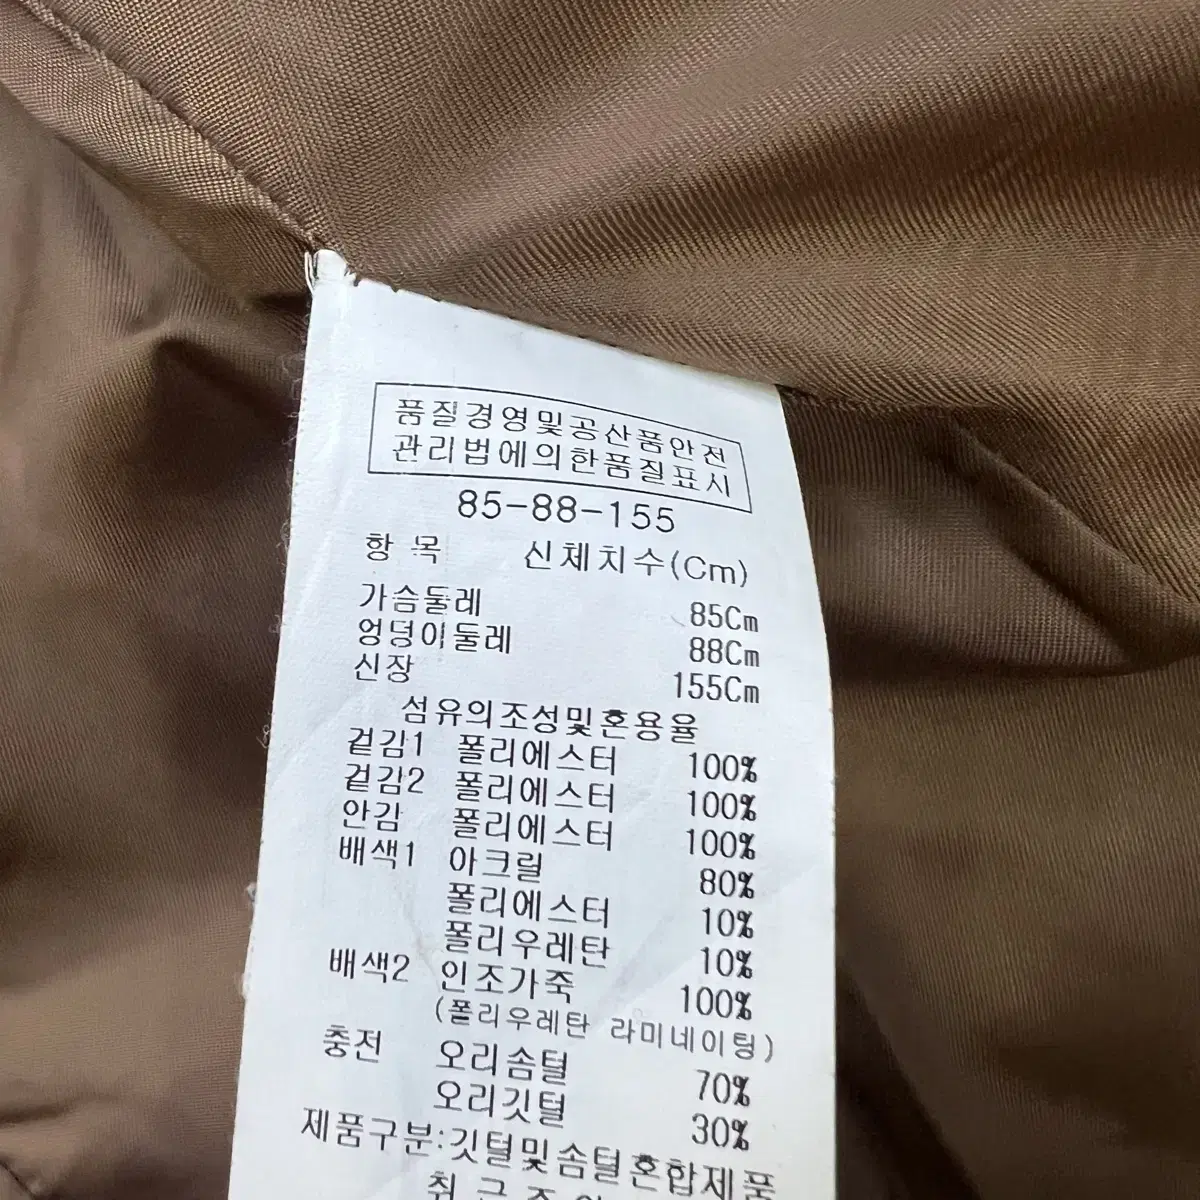 품질경영및공산품안전
관리법에의한품질표시
85-88-155
항 목 신체치수(Cm)
가슴둘레 85Cm
엉덩이둘레 88Cm
신장 155Cm
섬유의조성및혼용율
겉감1 폴리에스터 100%
겉감2 폴리에스터 100%
안감 폴리에스터 100%
배색1 아크릴 80%
폴리에스터 10%
폴리우레탄 10%
배색2 인조가죽 100%
(폴리우레탄 라미네이팅)
충전 오리솜털 70%
오리깃털 30%
제품구분:깃털및솜털혼합제품